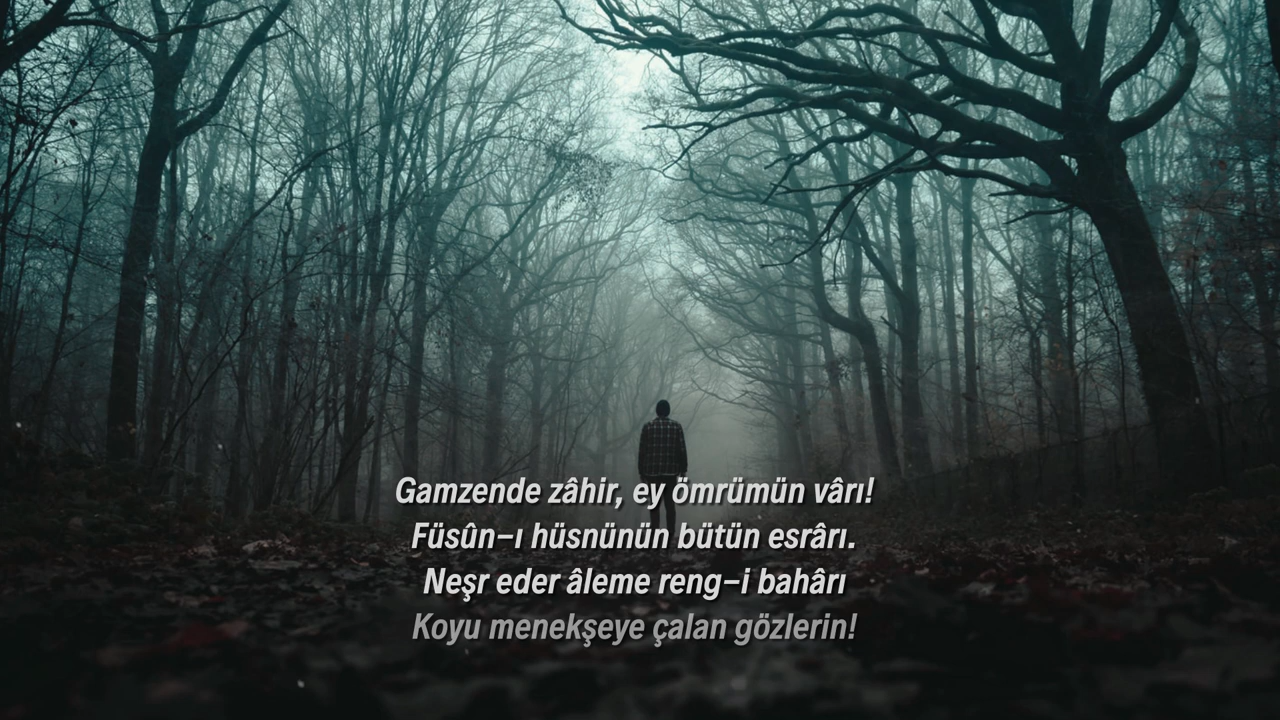 Gamzende zâhir, ey ömrümün vârı!
Füsûn–ı hüsnünün bütün esrârı.
Neşr eder âleme reng–i bahârı
Koyu menekşeye çalan gözlerin!